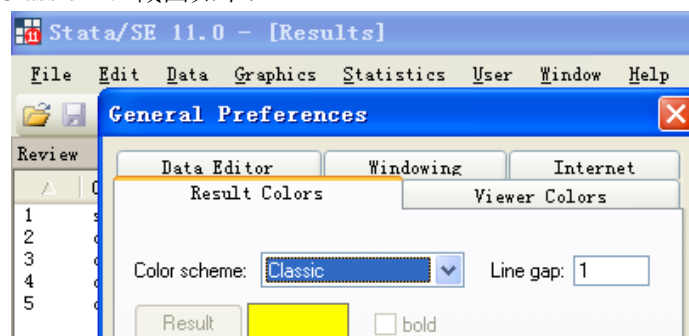 Stata/SE 11.0 - [Results]
File Edit Data Graphics Statistics User Window Help
General Preferences
Review
Data Editor Windowing Internet
Result Colors Viewer Colors
1
2
3
4
5
Color scheme: Classic Line gap: 1
Result bold